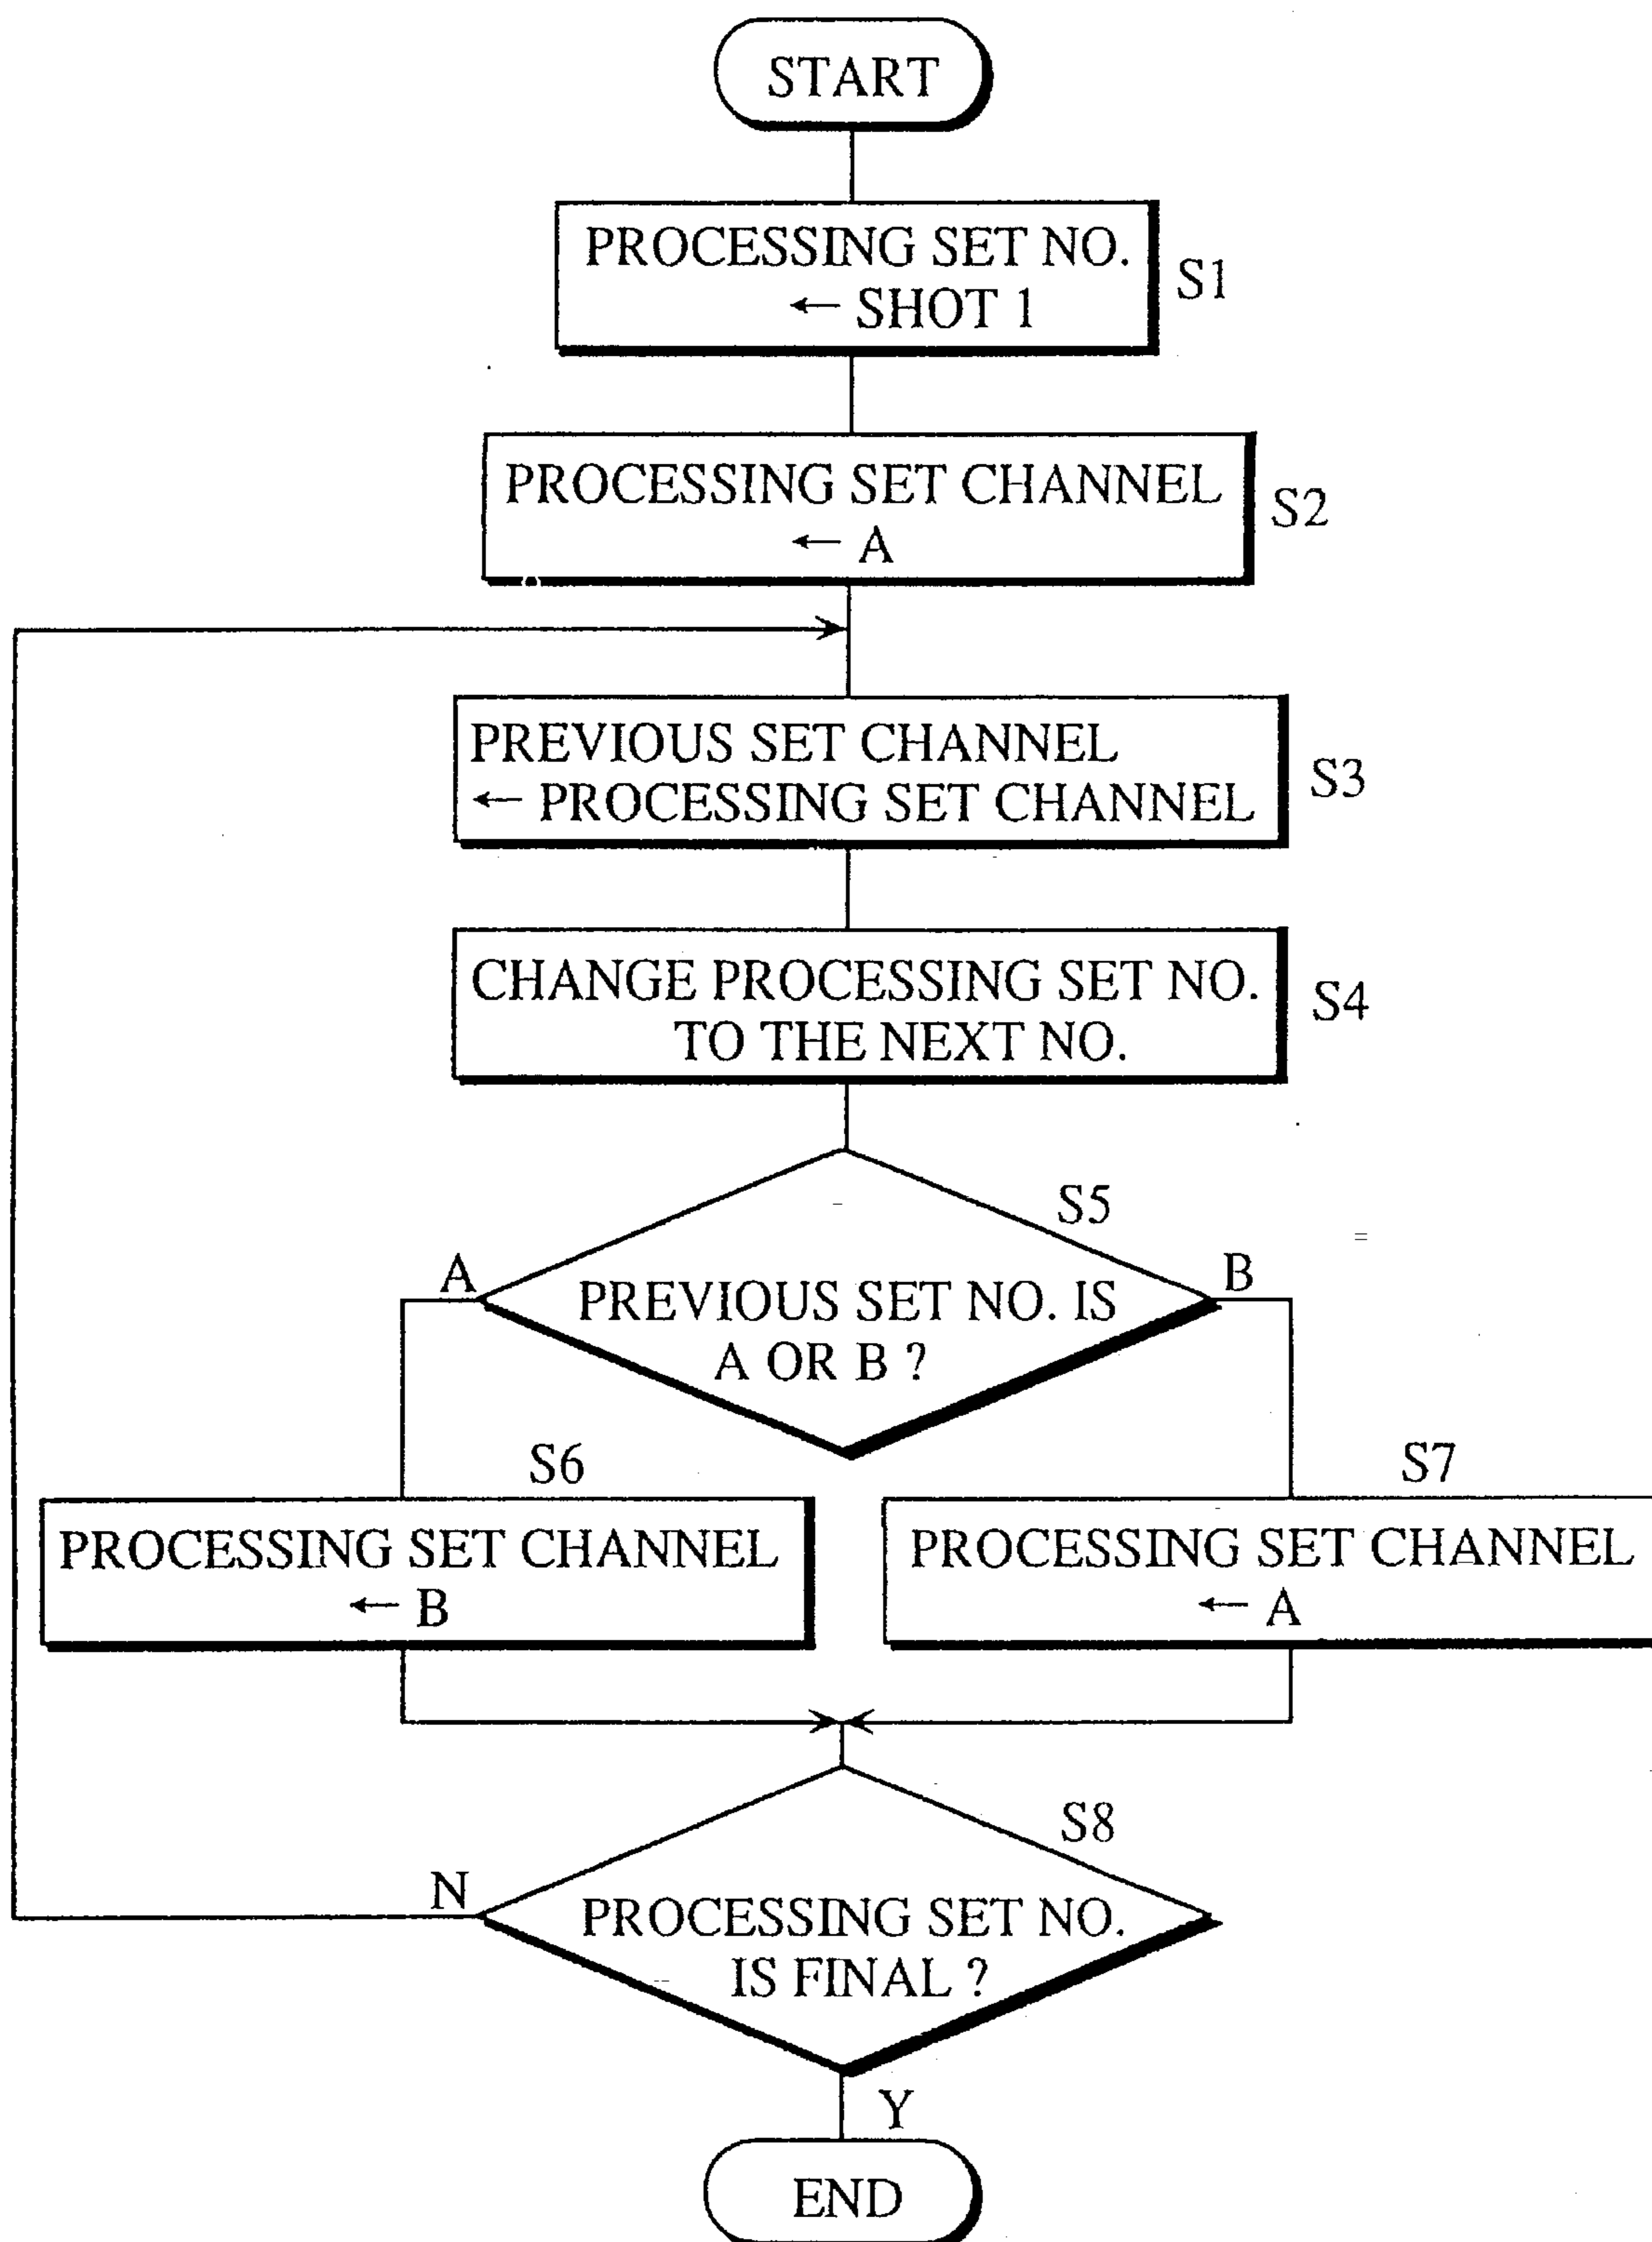 START
PROCESSING SET NO.
← SHOT 1
S1
PROCESSING SET CHANNEL
← A
S2
PREVIOUS SET CHANNEL
← PROCESSING SET CHANNEL
S3
CHANGE PROCESSING SET NO.
TO THE NEXT NO.
S4
S5
A
B
PREVIOUS SET NO. IS
A OR B ?
S6
PROCESSING SET CHANNEL
← B
S7
PROCESSING SET CHANNEL
← A
S8
N
PROCESSING SET NO.
IS FINAL ?
Y
END